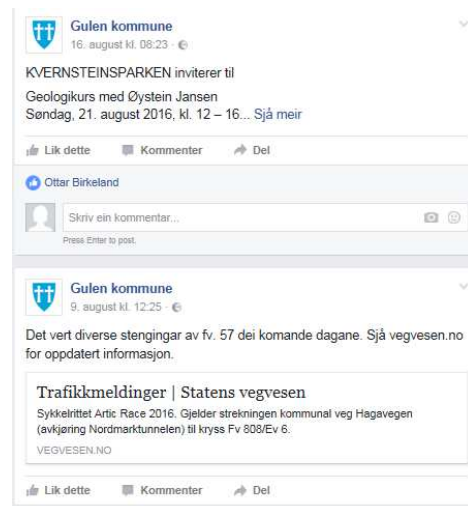 Gulen kommune
16. august kl. 08:23 ·
KVERNSTEINSPARKEN inviterer til
Geologikurs med Øystein Jansen
Søndag, 21. august 2016, kl. 12 – 16... Sjå meir
Lik dette Kommenter Del
Ottar Birkeland
Skriv ein kommentar...
Press Enter to post.
Gulen kommune
9. august kl. 12:25 ·
Det vert diverse stengingar av fv. 57 dei komande dagane. Sjå vegvesen.no
for oppdatert informasjon.
Trafikkmeldinger | Statens vegvesen
Sykkelrittet Artic Race 2016. Gjelder strekningen kommunal veg Hagavegen
(avkjøring Nordmarktunnelen) til kryss Fv 808/Ev 6.
VEGVESEN.NO
Lik dette Kommenter Del